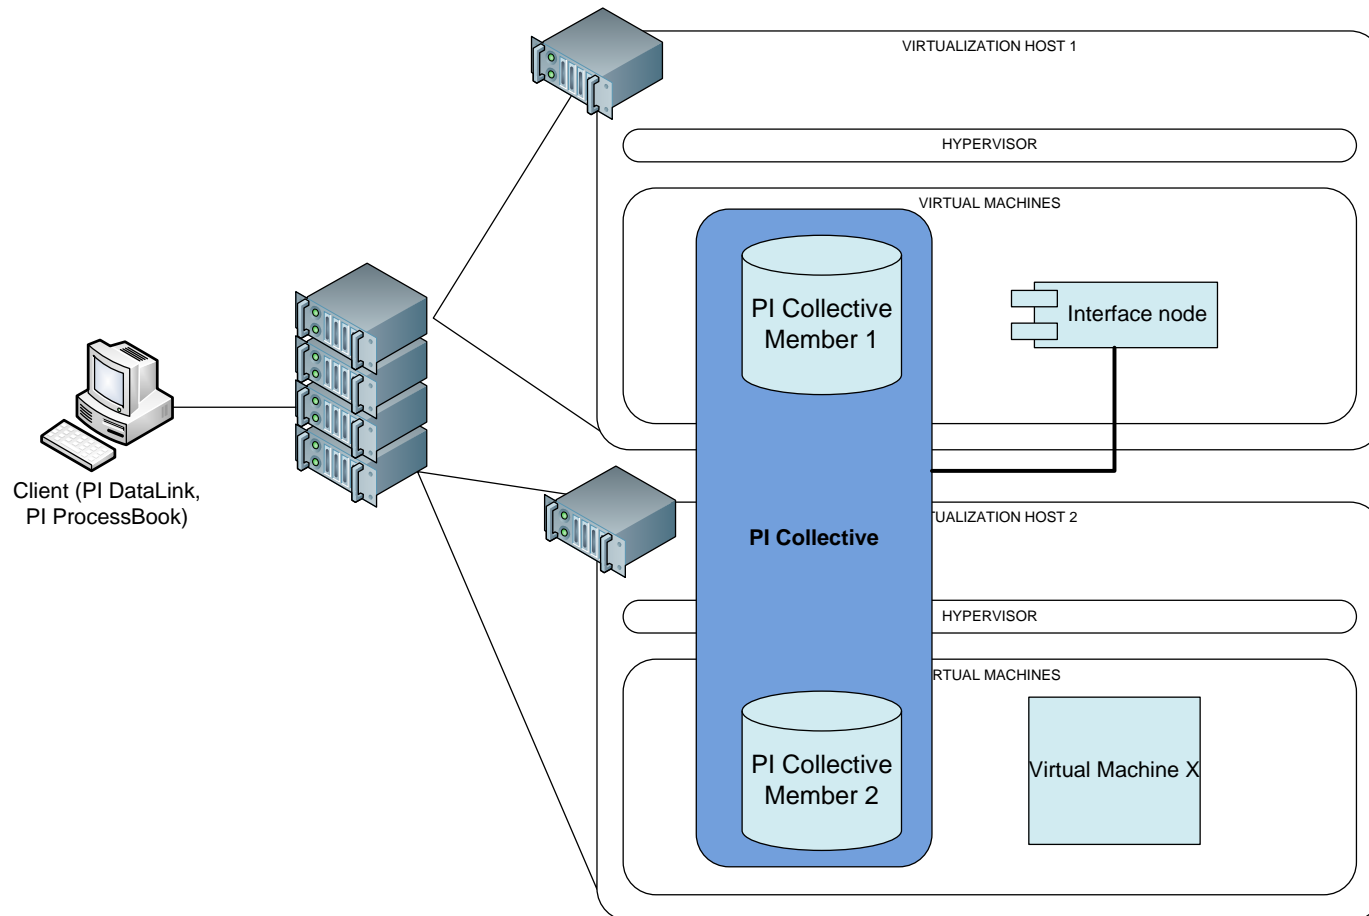 VIRTUALIZATION HOST 1
HYPERVISOR
VIRTUAL MACHINES
PI Collective
Member 1
Interface node
Client (PI DataLink,
PI ProcessBook)
TUALIZATION HOST 2
PI Collective
HYPERVISOR
RTUAL MACHINES
PI Collective
Member 2
Virtual Machine X